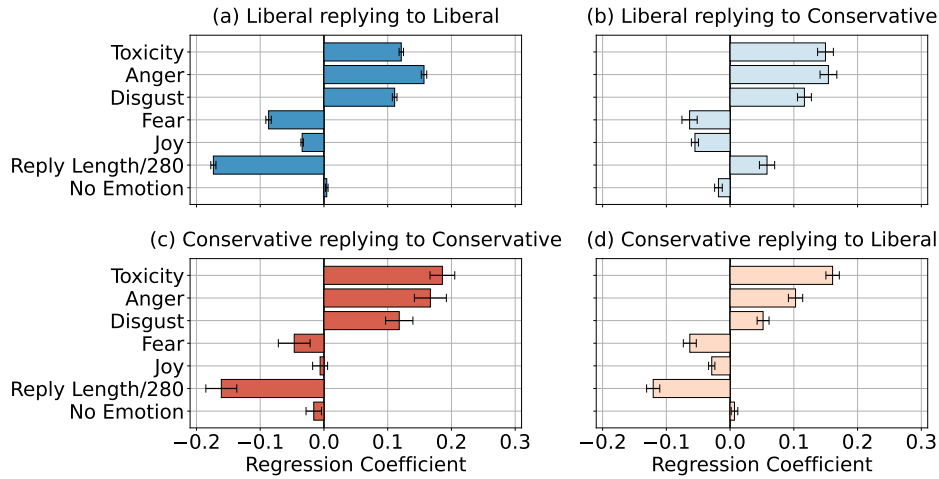 (a) Liberal replying to Liberal
(b) Liberal replying to Conservative
Toxicity
Anger
Disgust
Fear
Joy
Reply Length/280
No Emotion
(c) Conservative replying to Conservative
(d) Conservative replying to Liberal
Toxicity
Anger
Disgust
Fear
Joy
Reply Length/280
No Emotion
−0.2 −0.1 0.0 0.1 0.2 0.3
−0.2 −0.1 0.0 0.1 0.2 0.3
Regression Coefficient
Regression Coefficient